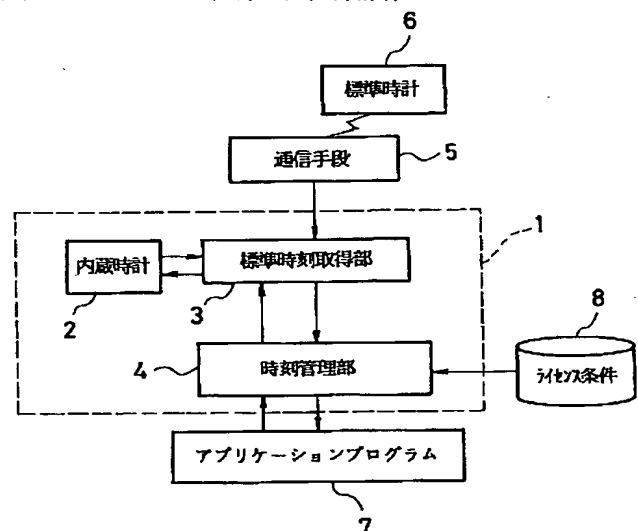 6
標準時計
通信手段
5
1
内蔵時計
標準時刻取得部
2
3
8
4
時刻管理部
ライセンス条件
アプリケーションプログラム
7